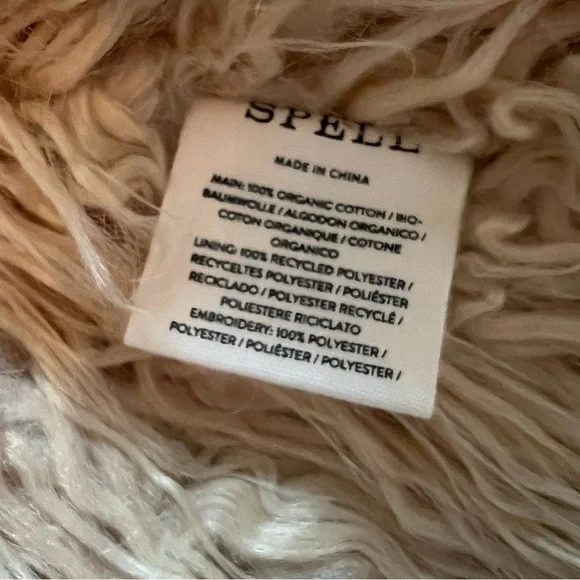 SPELL
MADE IN CHINA
MAIN: 100% ORGANIC COTTON / BIO-
BAUMWOLLE / ALGODON ORGANICO /
COTON ORGANIQUE / COTONE
ORGANICO
LINING: 100% RECYCLED POLYESTER /
RECYCELTES POLYESTER / POLIÉSTER
RECICLADO / POLYESTER RECYCLÉ /
POLIESTERE RICICLATO
EMBROIDERY: 100% POLYESTER /
POLYESTER / POLIÉSTER / POLYESTER /